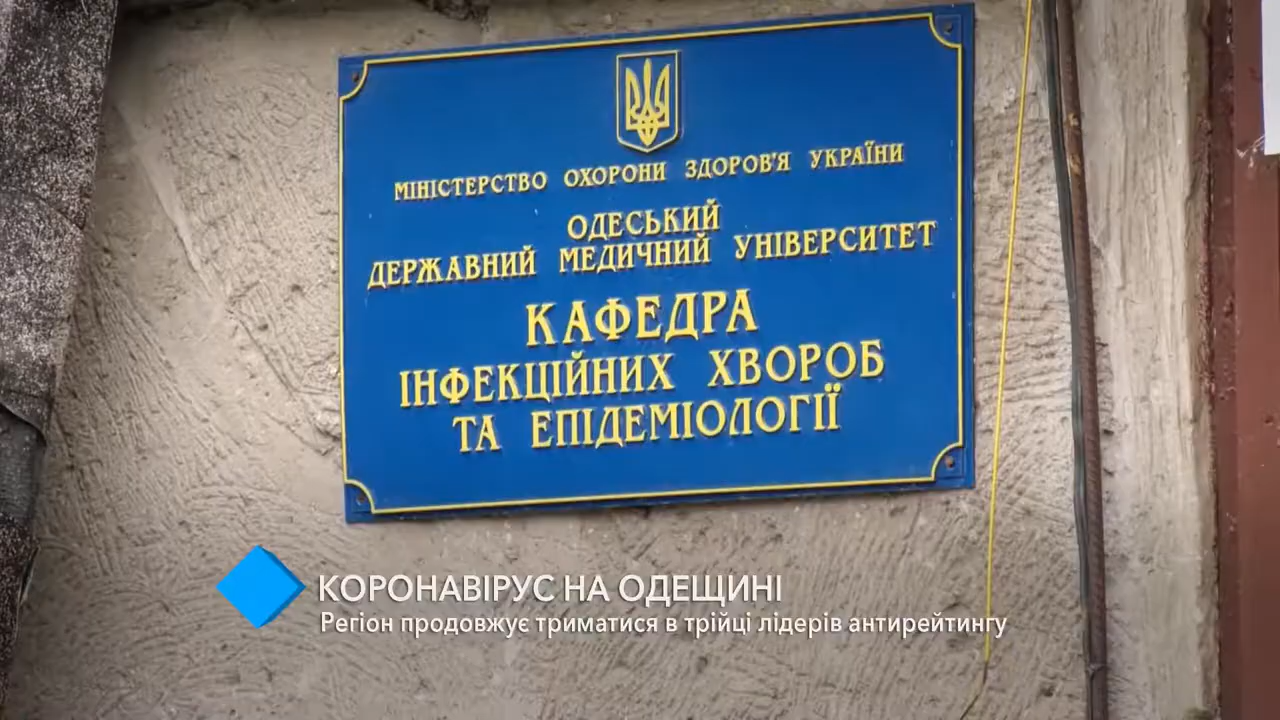 МІНІСТЕРСТВО ОХОРОНИ ЗДОРОВ'Я УКРАЇНИ
ОДЕСЬКИЙ
ДЕРЖАВНИЙ МЕДИЧНИЙ УНІВЕРСИТЕТ
КАФЕДРА
ІНФЕКЦІЙНИХ ХВОРОБ
ТА ЕПІДЕМІОЛОГІЇ
КОРОНАВІРУС НА ОДЕЩИНІ
Регіон продовжує триматися в трійці лідерів антирейтингу